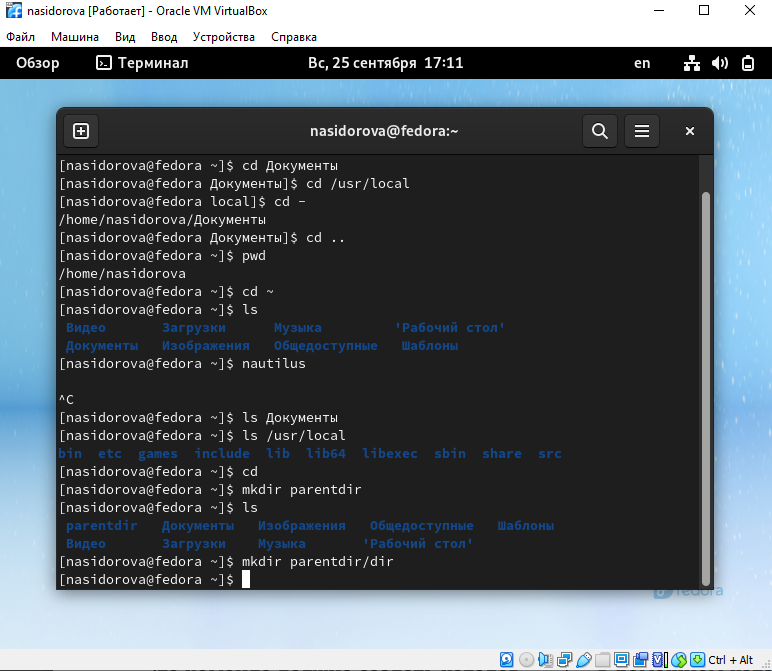 nasidorova [Работает] - Oracle VM VirtualBox
Файл Машина Вид Ввод Устройства Справка
Обзор Терминал Вс, 25 сентября 17:11 en
nasidorova@fedora:~
[nasidorova@fedora ~]$ cd Документы
[nasidorova@fedora Документы]$ cd /usr/local
[nasidorova@fedora local]$ cd -
/home/nasidorova/Документы
[nasidorova@fedora Документы]$ cd ..
[nasidorova@fedora ~]$ pwd
/home/nasidorova
[nasidorova@fedora ~]$ cd ~
[nasidorova@fedora ~]$ ls
Видео Загрузки Музыка 'Рабочий стол'
Документы Изображения Общедоступные Шаблоны
[nasidorova@fedora ~]$ nautilus
^C
[nasidorova@fedora ~]$ ls Документы
[nasidorova@fedora ~]$ ls /usr/local
bin etc games include lib lib64 libexec sbin share src
[nasidorova@fedora ~]$ cd
[nasidorova@fedora ~]$ mkdir parentdir
[nasidorova@fedora ~]$ ls
parentdir Документы Изображения Общедоступные Шаблоны
Видео Загрузки Музыка 'Рабочий стол'
[nasidorova@fedora ~]$ mkdir parentdir/dir
[nasidorova@fedora ~]$
fedora
Ctrl + Alt